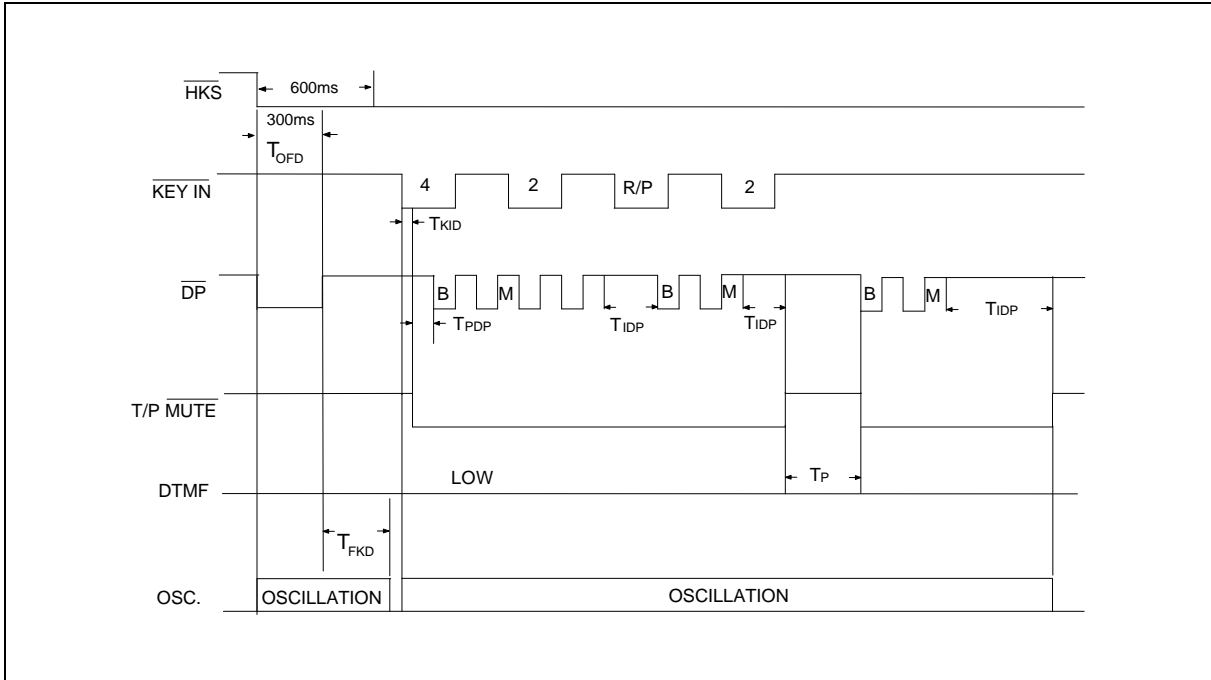 HKS
600ms
300ms
TOFD
KEY IN
4 2 R/P 2
TKID
DP
B M B M B M
TPDP TIDP TIDP TIDP
T/P MUTE
LOW
TP
DTMF
TFKD
OSC. OSCILLATION OSCILLATION